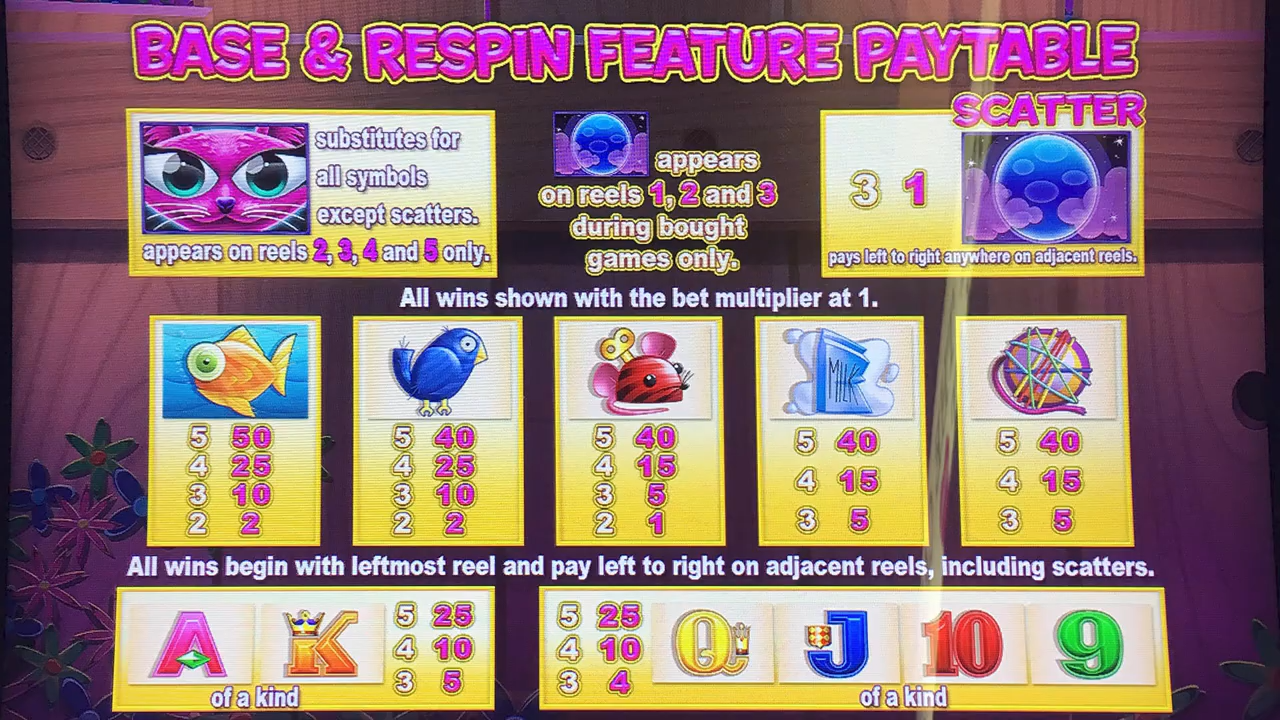 BASE & RESPIN FEATURE PAYTABLE
substitutes for
all symbols
except scatters.
appears on reels 2, 3, 4 and 5 only.
appears
on reels 1, 2 and 3
during bought
games only.
SCATTER
3 1
pays left to right anywhere on adjacent reels.
All wins shown with the bet multiplier at 1.
5 50
4 25
3 10
2 2
5 40
4 25
3 10
2 2
5 40
4 15
3 5
2 1
MILK
5 40
4 15
3 5
5 40
4 15
3 5
All wins begin with leftmost reel and pay left to right on adjacent reels, including scatters.
A K
5 25
4 10
3 5
of a kind
5 25
4 10
3 4
Q J 10 9
of a kind